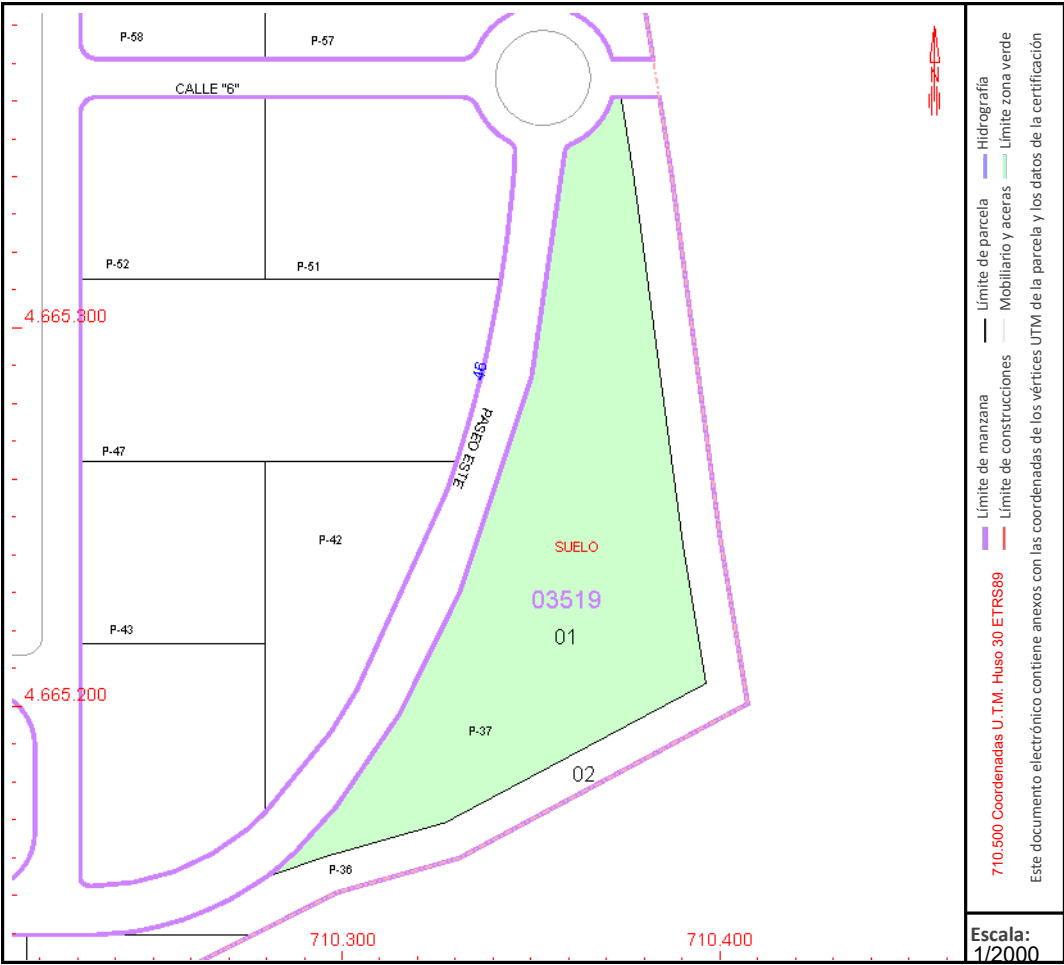 P-58
P-57
CALLE "6"
P-52
P-51
4.665.300
46
PASEO ESTE
P-47
P-42
SUELO
03519
01
P-43
4.665.200
P-37
02
P-36
710.300
710.400
N
Límite de manzana
Límite de parcela
Hidrografía
710.500 Coordenadas U.T.M. Huso 30 ETRS89
Límite de construcciones
Mobiliario y aceras
Límite zona verde
Este documento electrónico contiene anexos con las coordenadas de los vértices UTM de la parcela y los datos de la certificación
Escala:
1/2000